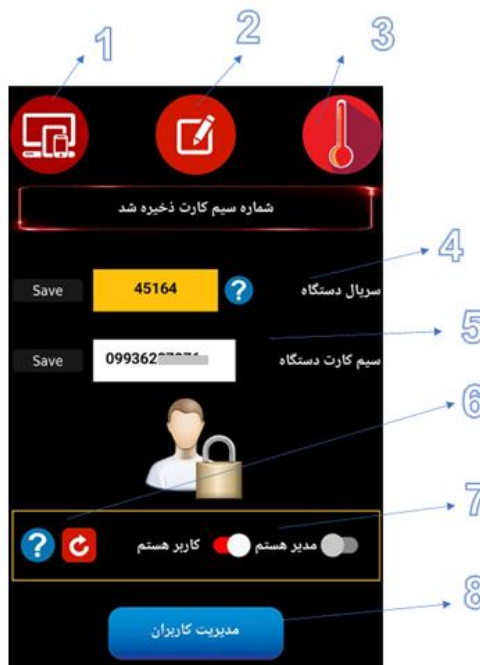 1 2 3
شماره سیم کارت ذخیره شد
4
سریال دستگاه ? 45164 Save
5
سیم کارت دستگاه 09936 Save
6
7
مدیر هستم کاربر هستم ?
8
مدیریت کاربران